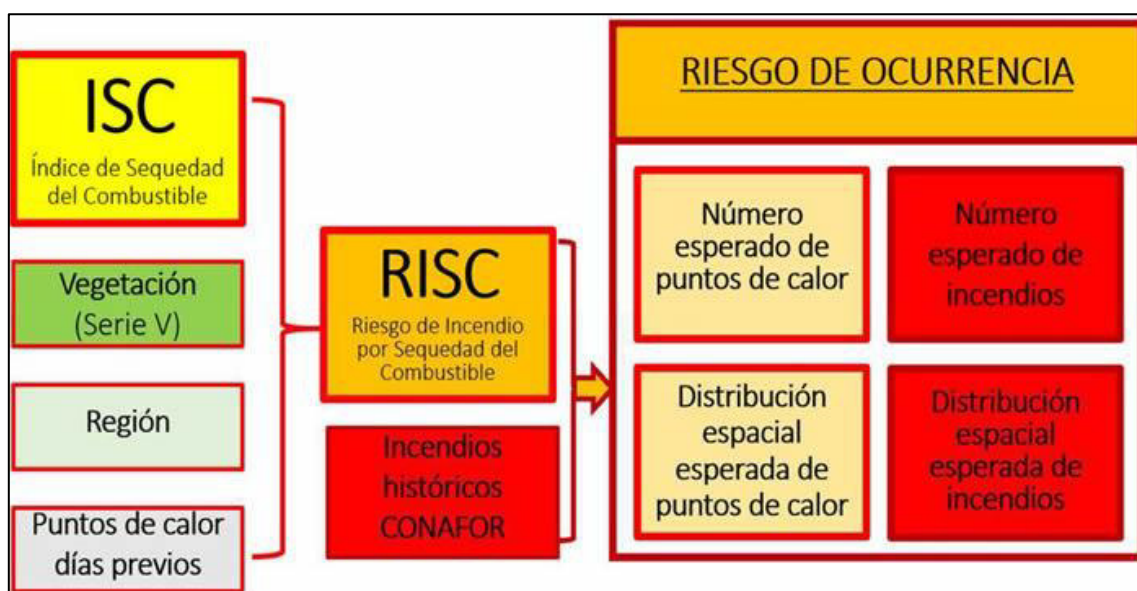 ISC
Índice de Sequedad
del Combustible
Vegetación
(Serie V)
Región
Puntos de calor
días previos
RISC
Riesgo de Incendio
por Sequedad del
Combustible
Incendios
históricos
CONAFOR
RIESGO DE OCURRENCIA
Número
esperado de
puntos de calor
Número
esperado de
incendios
Distribución
espacial
esperada de
puntos de calor
Distribución
espacial
esperada de
incendios